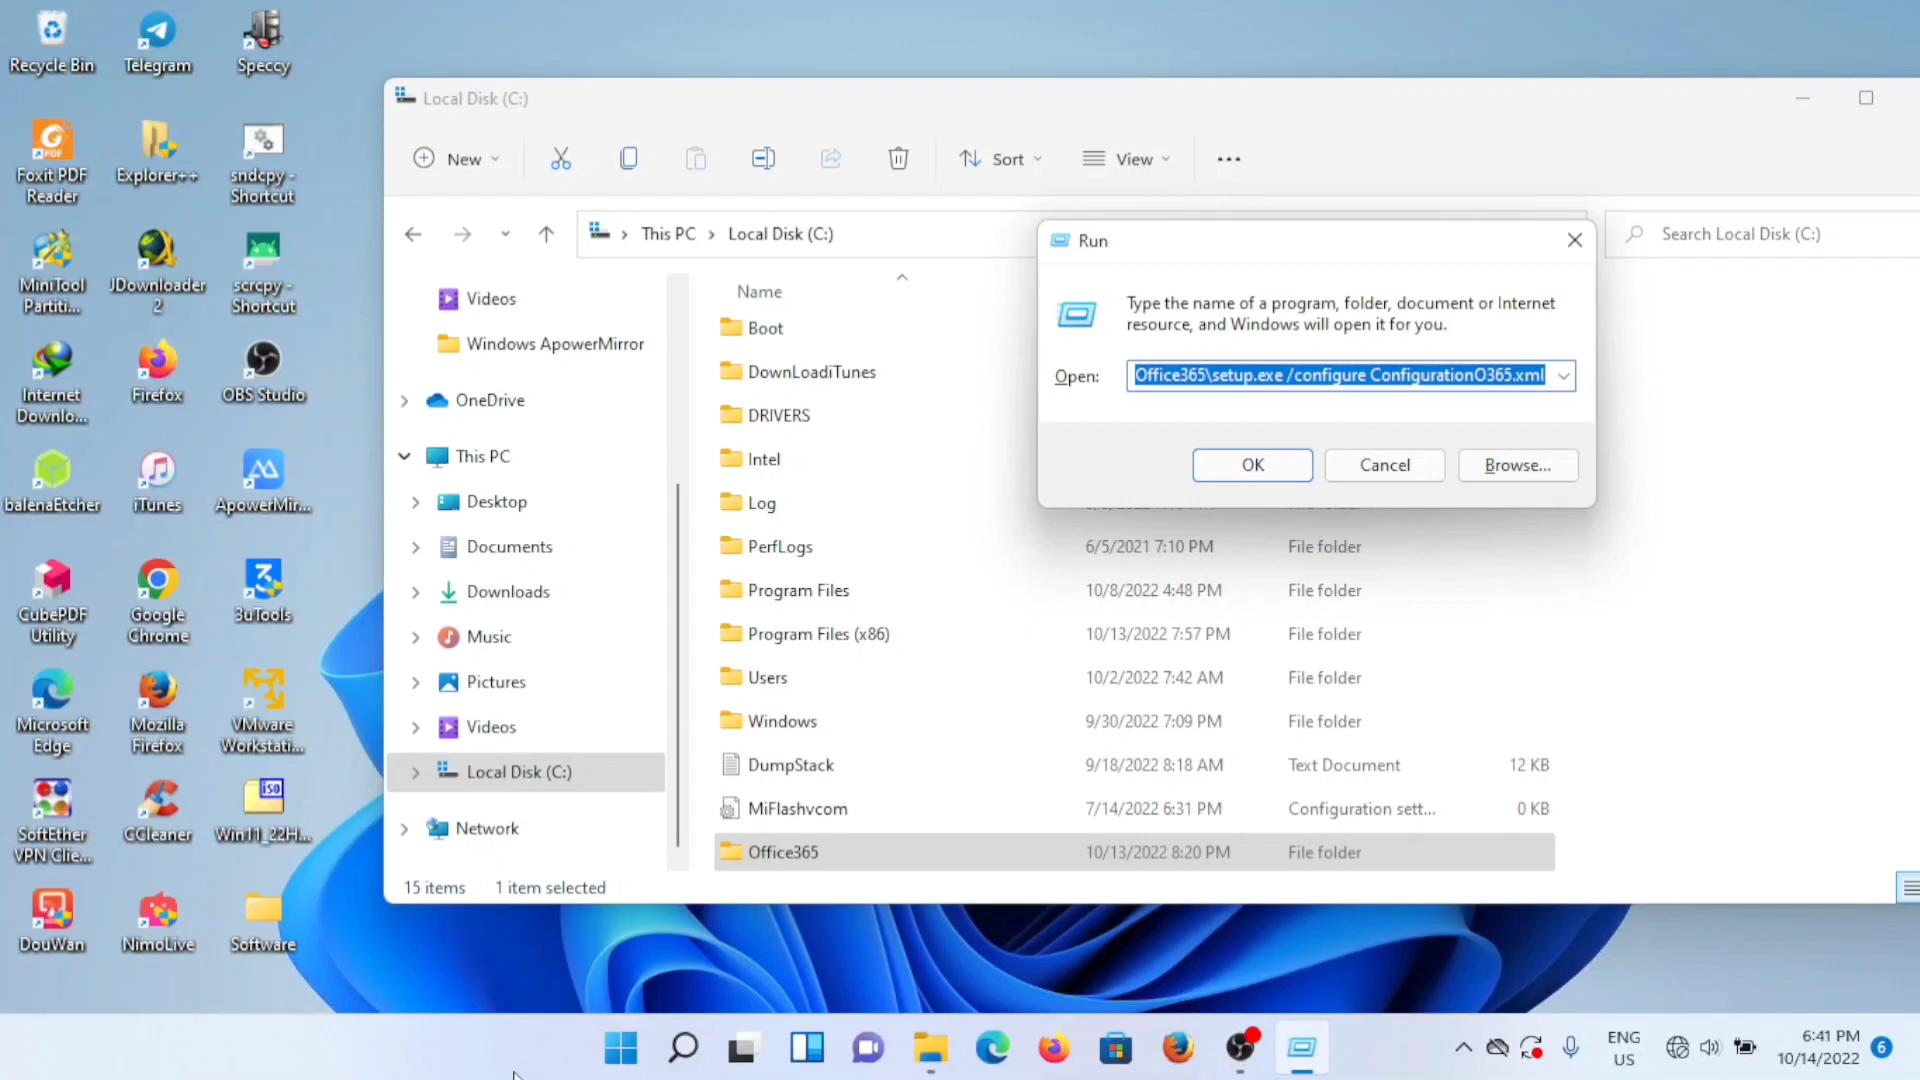 Recycle Bin
Telegram
Speccy
Foxit PDF
Reader
Explorer++
sndcpy -
Shortcut
MiniTool
Partiti...
JDownloader
2
scrcpy -
Shortcut
Internet
Downlo...
Firefox
OBS Studio
balenaEtcher
iTunes
ApowerMir...
CubePDF
Utility
Google
Chrome
3uTools
Microsoft
Edge
Mozilla
Firefox
VMware
Workstati...
SoftEther
VPN Clie...
CCleaner
Win11_22H...
DouWan
NimoLive
Software
Local Disk (C:)
New
Sort
View
This PC
Local Disk (C:)
Search Local Disk (C:)
Videos
Windows ApowerMirror
OneDrive
This PC
Desktop
Documents
Downloads
Music
Pictures
Videos
Local Disk (C:)
Network
Name
Boot
DownLoadiTunes
DRIVERS
Intel
Log
PerfLogs 6/5/2021 7:10 PM File folder
Program Files 10/8/2022 4:48 PM File folder
Program Files (x86) 10/13/2022 7:57 PM File folder
Users 10/2/2022 7:42 AM File folder
Windows 9/30/2022 7:09 PM File folder
DumpStack 9/18/2022 8:18 AM Text Document 12 KB
MiFlashvcom 7/14/2022 6:31 PM Configuration sett... 0 KB
Office365 10/13/2022 8:20 PM File folder
15 items 1 item selected
Run
Type the name of a program, folder, document or Internet
resource, and Windows will open it for you.
Open: Office365\setup.exe /configure ConfigurationO365.xml
OK
Cancel
Browse...
ENG
US
6:41 PM
10/14/2022
6